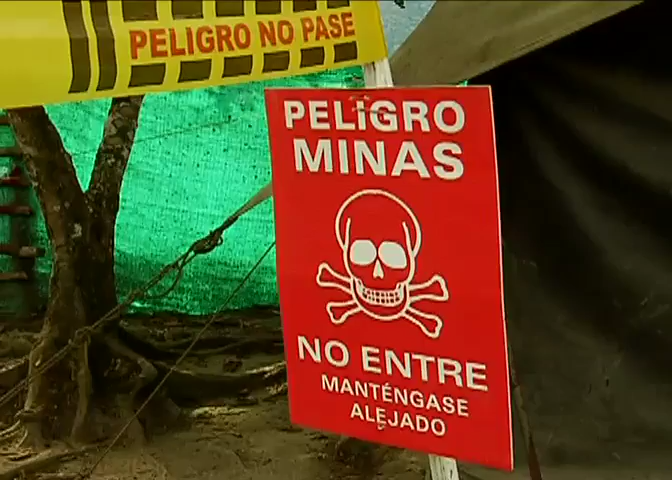 PELIGRO NO PASE
PELIGRO
MINAS
NO ENTRE
MANTÉNGASE
ALEJADO